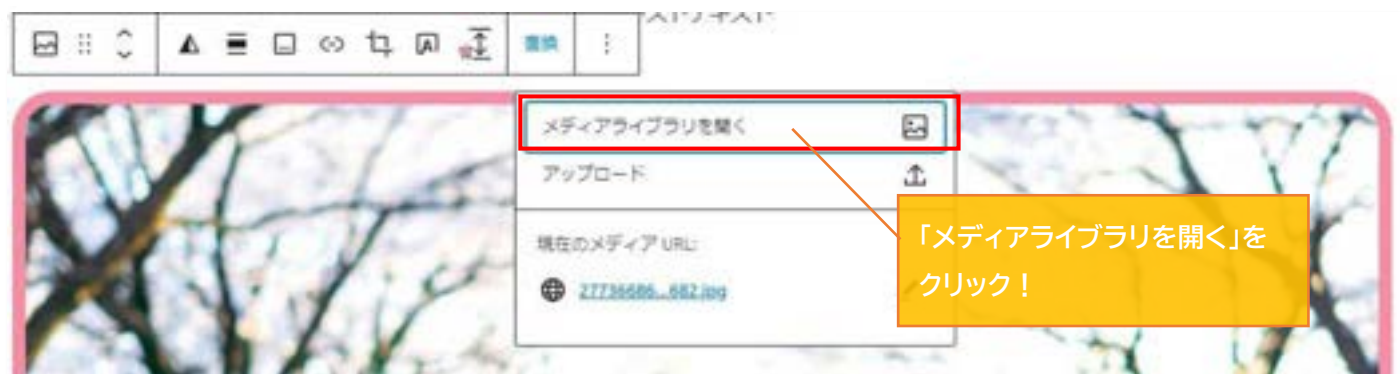 置換
メディアライブラリを開く
アップロード
現在のメディア URL:
27736686...682.jpg
「メディアライブラリを開く」を
クリック！